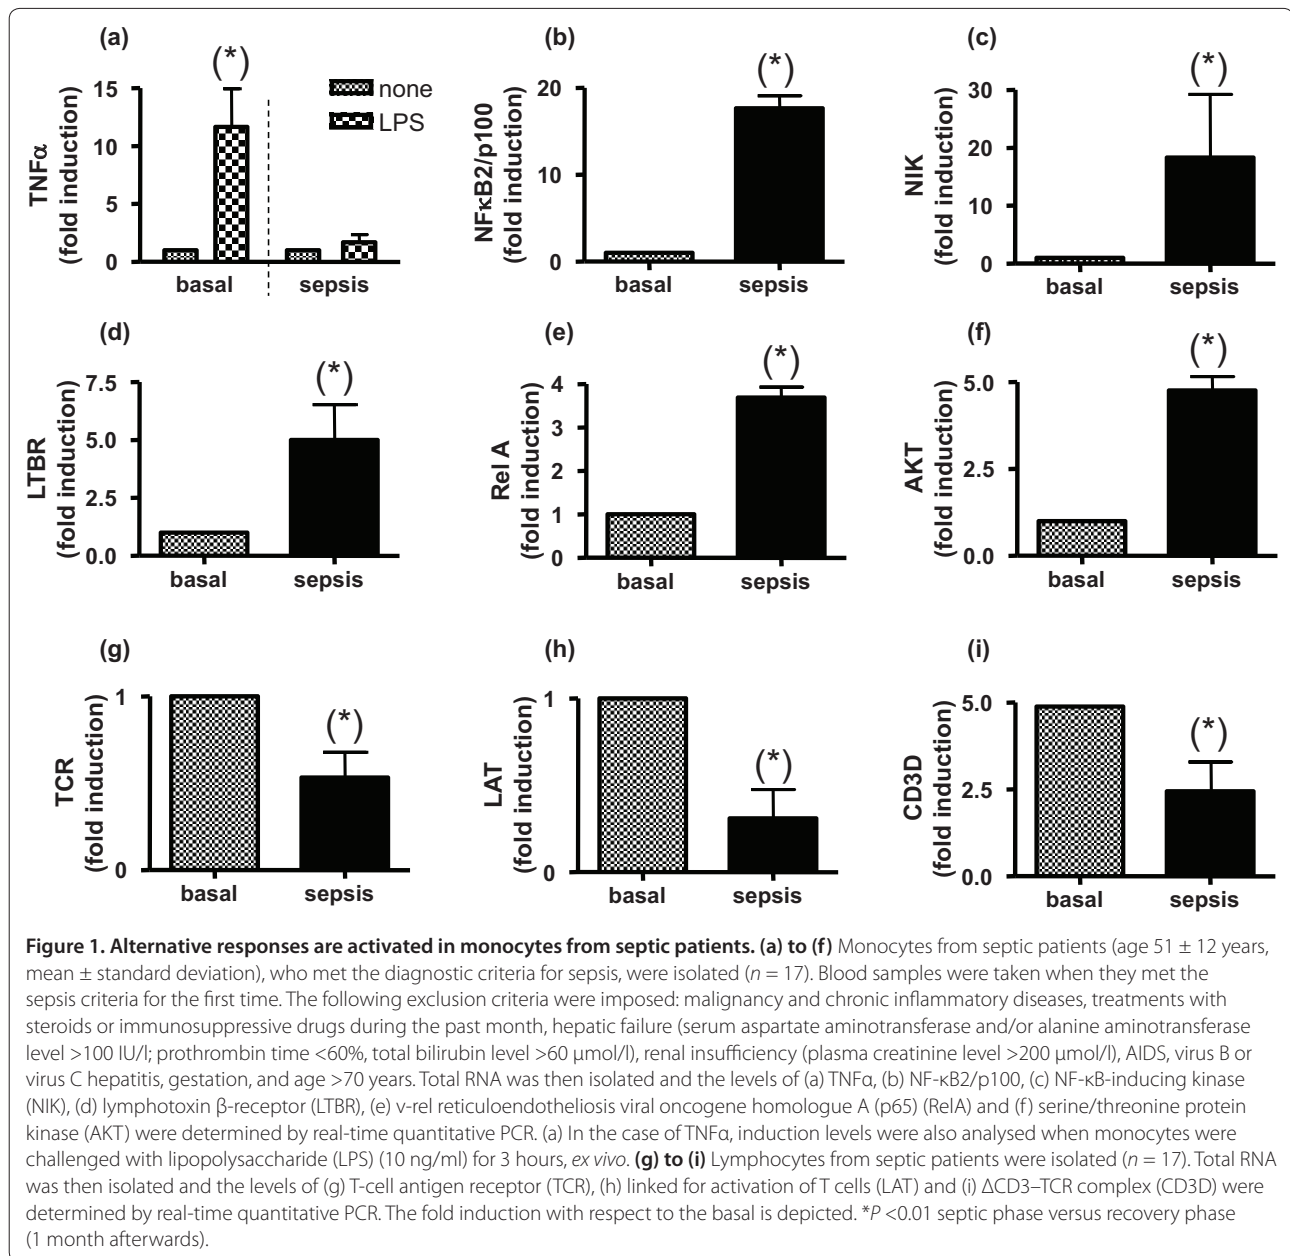 (a)
(*)
15
10
5
0
TNFα
(fold induction)
none
LPS
basal
sepsis
(b)
(*)
20
10
0
NFκB2/p100
(fold induction)
basal
sepsis
(c)
(*)
30
20
10
0
NIK
(fold induction)
basal
sepsis
(d)
(*)
7.5
5.0
2.5
0.0
LTBR
(fold induction)
basal
sepsis
(e)
(*)
4
3
2
1
0
Rel A
(fold induction)
basal
sepsis
(f)
(*)
5.0
2.5
0.0
AKT
(fold induction)
basal
sepsis
(g)
(*)
1
0
TCR
(fold induction)
basal
sepsis
(h)
(*)
1
0
LAT
(fold induction)
basal
sepsis
(i)
(*)
5.0
2.5
0.0
CD3D
(fold induction)
basal
sepsis
Figure 1. Alternative responses are activated in monocytes from septic patients. (a) to (f) Monocytes from septic patients (age 51 ± 12 years,
mean ± standard deviation), who met the diagnostic criteria for sepsis, were isolated (n = 17). Blood samples were taken when they met the
sepsis criteria for the first time. The following exclusion criteria were imposed: malignancy and chronic inflammatory diseases, treatments with
steroids or immunosuppressive drugs during the past month, hepatic failure (serum aspartate aminotransferase and/or alanine aminotransferase
level >100 IU/l; prothrombin time <60%, total bilirubin level >60 μmol/l), renal insufficiency (plasma creatinine level >200 μmol/l), AIDS, virus B or
virus C hepatitis, gestation, and age >70 years. Total RNA was then isolated and the levels of (a) TNFα, (b) NF-κB2/p100, (c) NF-κB-inducing kinase
(NIK), (d) lymphotoxin β-receptor (LTBR), (e) v-rel reticuloendotheliosis viral oncogene homologue A (p65) (RelA) and (f) serine/threonine protein
kinase (AKT) were determined by real-time quantitative PCR. (a) In the case of TNFα, induction levels were also analysed when monocytes were
challenged with lipopolysaccharide (LPS) (10 ng/ml) for 3 hours, ex vivo. (g) to (i) Lymphocytes from septic patients were isolated (n = 17). Total RNA
was then isolated and the levels of (g) T-cell antigen receptor (TCR), (h) linked for activation of T cells (LAT) and (i) ΔCD3–TCR complex (CD3D) were
determined by real-time quantitative PCR. The fold induction with respect to the basal is depicted. *P <0.01 septic phase versus recovery phase
(1 month afterwards).